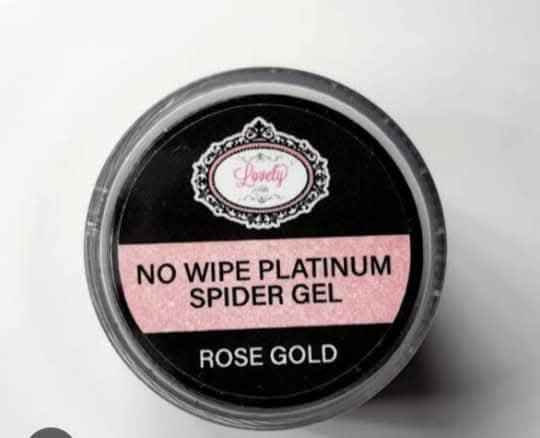 Lovely
NO WIPE PLATINUM
SPIDER GEL
ROSE GOLD